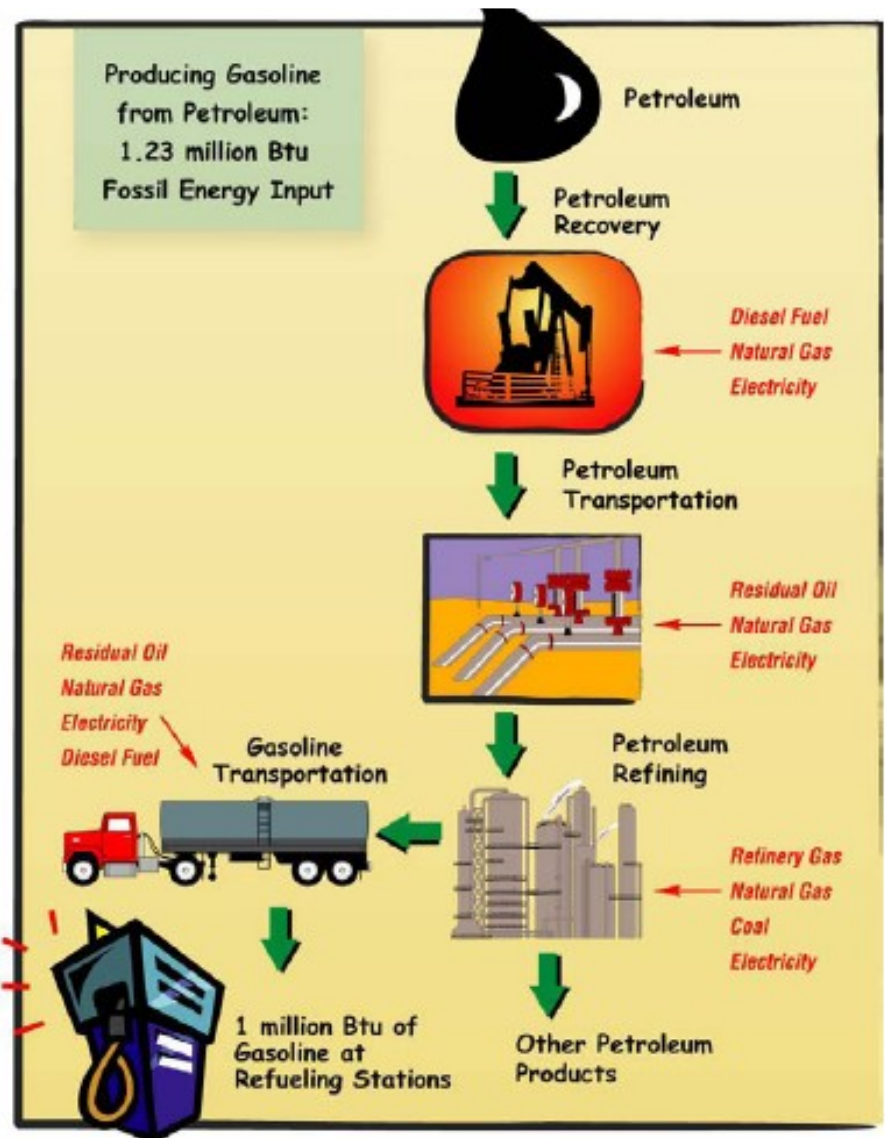 Producing Gasoline
from Petroleum:
1.23 million Btu
Fossil Energy Input
Petroleum
Petroleum
Recovery
Diesel Fuel
Natural Gas
Electricity
Petroleum
Transportation
Residual Oil
Natural Gas
Electricity
Residual Oil
Natural Gas
Electricity
Diesel Fuel
Gasoline
Transportation
Petroleum
Refining
Refinery Gas
Natural Gas
Coal
Electricity
1 million Btu of
Gasoline at
Refueling Stations
Other Petroleum
Products